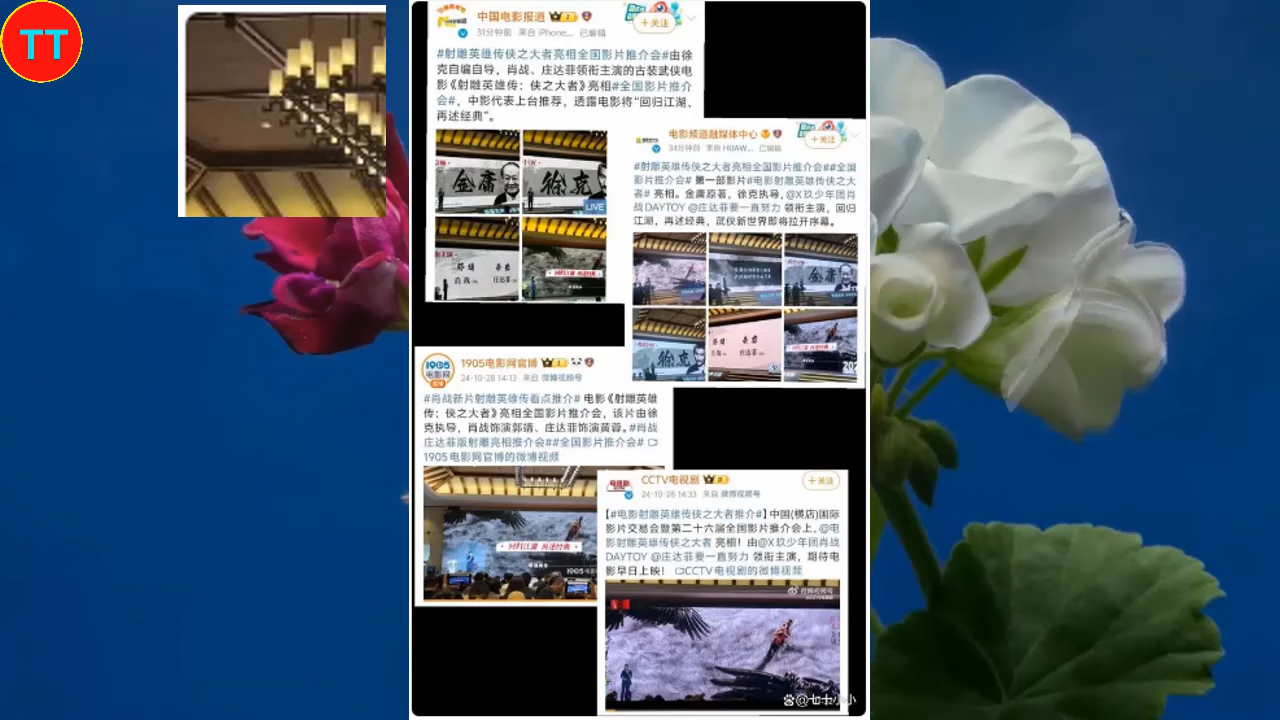 TT
中国电影报道
31分钟前 来自 iPhone... 已编辑
+关注
#射雕英雄传侠之大者亮相全国影片推介会#由徐
克自编自导,肖战、庄达菲领衔主演的古装武侠电
影《射雕英雄传:侠之大者》亮相#全国影片推介
会#,中影代表上台推荐,透露电影将“回归江湖、
再述经典”。
金庸
徐克
LIVE
肖战
庄达菲
电影频道融媒体中心
34分钟前 来自 HUAW... 已编辑
+关注
#射雕英雄传侠之大者亮相全国影片推介会##全国
影片推介会# 第一部影片#电影射雕英雄传侠之大
者# 亮相。金庸原著,徐克执导,@X玖少年团肖
战DAYTOY @庄达菲要一直努力 领衔主演,回归
江湖,再述经典,武侠新世界即将拉开序幕。
金庸
徐克
庄达菲
202
1905电影网官博
24-10-28 14:13 来自 微博视频号
#肖战新片射雕英雄传看点推介# 电影《射雕英雄
传:侠之大者》亮相全国影片推介会,该片由徐
克执导,肖战饰演郭靖、庄达菲饰演黄蓉。#肖战
庄达菲版射雕亮相推介会##全国影片推介会#
1905电影网官博的微博视频
回归江湖 再述经典
1905
CCTV电视剧
24-10-28 14:33 来自 微博视频号
+关注
【#电影射雕英雄传侠之大者推介#】中国(横店)国际
影片交易会暨第二十六届全国影片推介会上,@电
影射雕英雄传侠之大者 亮相!由@X玖少年团肖战
DAYTOY @庄达菲要一直努力 领衔主演,期待电
影早日上映! CCTV电视剧的微博视频
@七十小小